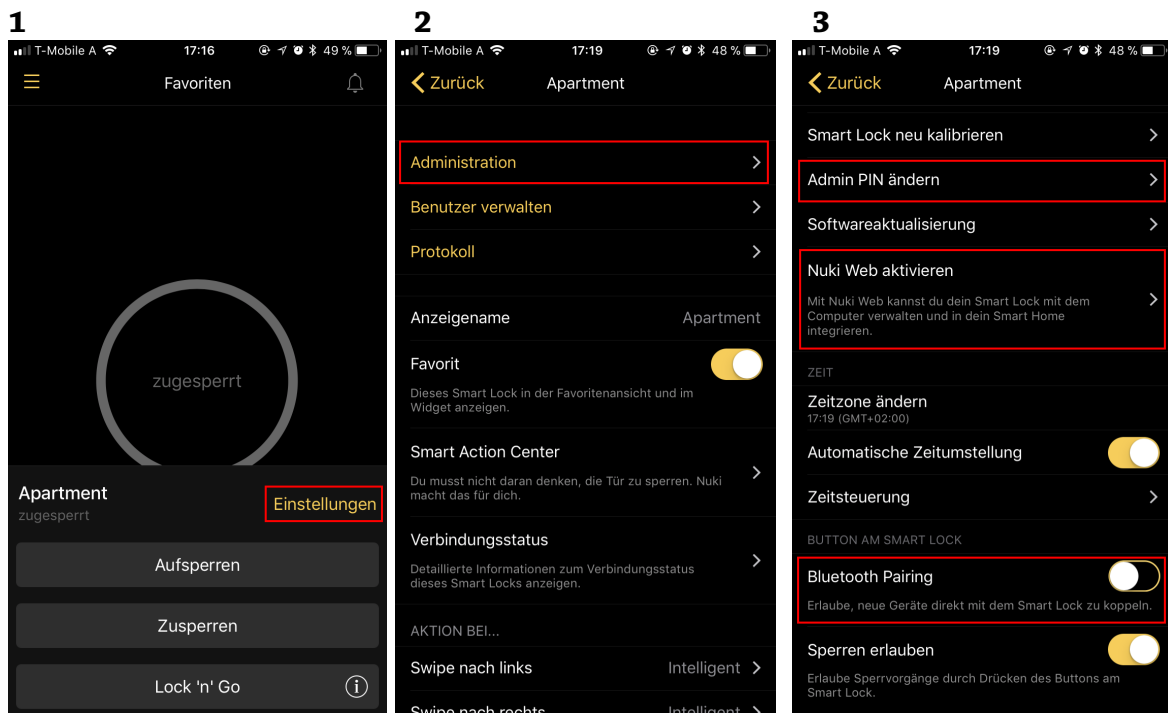 1
T-Mobile A 17:16 49 %
Favoriten
zugesperrt
Apartment
zugesperrt
Einstellungen
Aufsperren
Zusperren
Lock 'n' Go
2
T-Mobile A 17:19 48 %
Zurück Apartment
Administration
Benutzer verwalten
Protokoll
Anzeigename Apartment
Favorit
Dieses Smart Lock in der Favoritenansicht und im
Widget anzeigen.
Smart Action Center
Du musst nicht daran denken, die Tür zu sperren. Nuki
macht das für dich.
Verbindungsstatus
Detaillierte Informationen zum Verbindungsstatus
dieses Smart Locks anzeigen.
AKTION BEI...
Swipe nach links Intelligent
Swipe nach rechts Intelligent
3
T-Mobile A 17:19 48 %
Zurück Apartment
Smart Lock neu kalibrieren
Admin PIN ändern
Softwareaktualisierung
Nuki Web aktivieren
Mit Nuki Web kannst du dein Smart Lock mit dem
Computer verwalten und in dein Smart Home
integrieren.
ZEIT
Zeitzone ändern
17:19 (GMT+02:00)
Automatische Zeitumstellung
Zeitsteuerung
BUTTON AM SMART LOCK
Bluetooth Pairing
Erlaube, neue Geräte direkt mit dem Smart Lock zu koppeln.
Sperren erlauben
Erlaube Sperrvorgänge durch Drücken des Buttons am
Smart Lock.